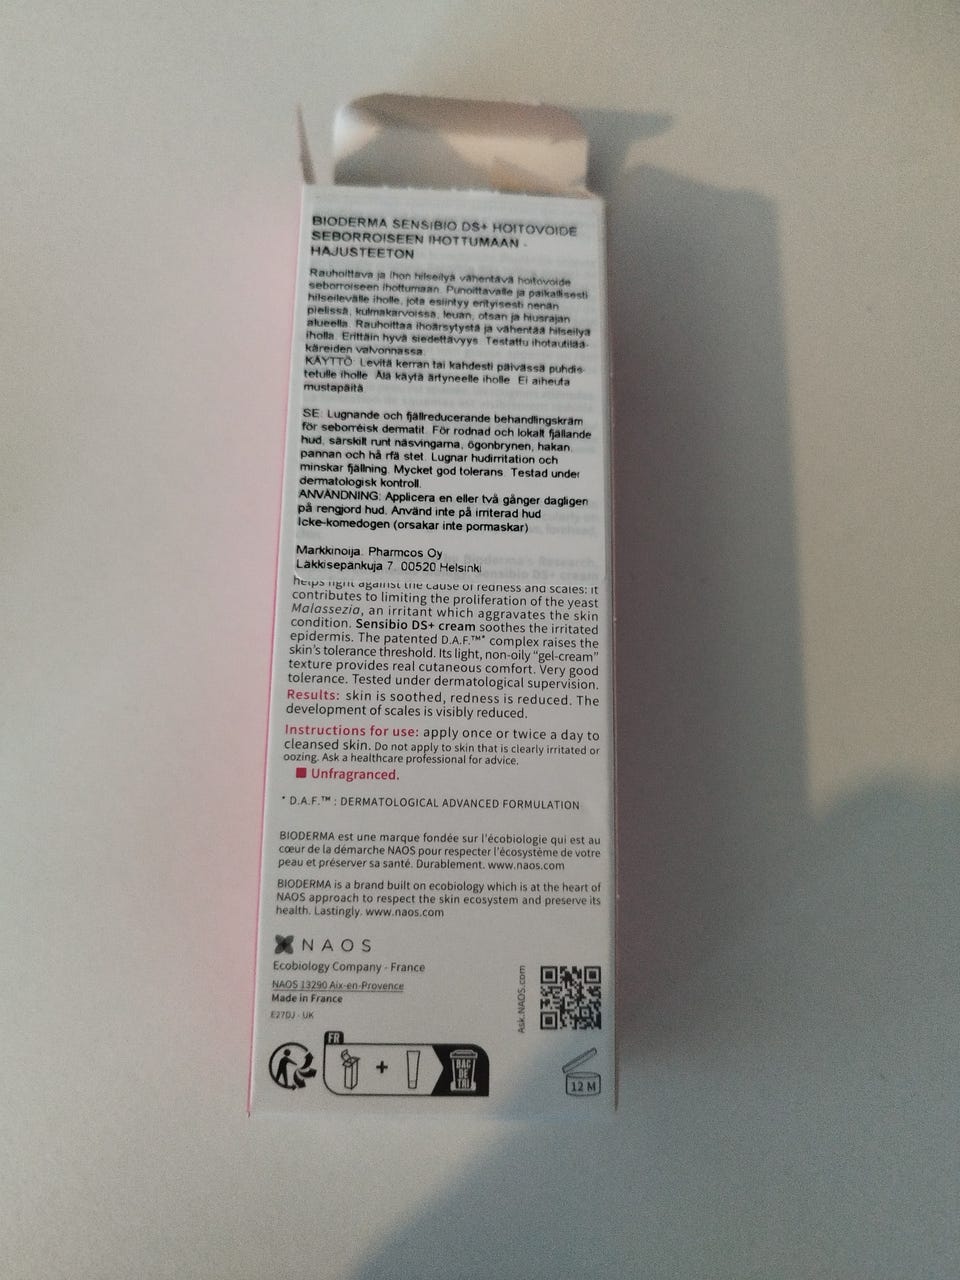 BIODERMA SENSIBIO DS+ HOITOVOIDE
SEBORROISEEN IHOTTUMAAN -
HAJUSTEETON
Rauhoittava ja ihon hilseilyä vähentävä hoitovoide
seborroiseen ihottumaan. Punoittavalle ja paikallisesti
hilseilevälle iholle, jota esiintyy erityisesti nenän
pielissä, kulmakarvoissa, leuan, otsan ja hiusrajan
alueella. Rauhoittaa ihoärsytystä ja vähentää hilseilyä
iholla. Erittäin hyvä siedettävyys. Testattu ihotautilää-
käreiden valvonnassa.
KÄYTTÖ: Levitä kerran tai kahdesti päivässä puhdis-
tetulle iholle. Älä käytä ärtyneelle iholle. Ei aiheuta
mustapäitä.
SE: Lugnande och fjällreducerande behandlingskräm
för seborréisk dermatit. För rodnad och lokalt fjällande
hud, särskilt runt näsvingarna, ögonbrynen, hakan,
pannan och hå rfä stet. Lugnar hudirritation och
minskar fjällning. Mycket god tolerans. Testad under
dermatologisk kontroll.
ANVÄNDNING: Applicera en eller två gånger dagligen
på rengjord hud. Använd inte på irriterad hud
Icke-komedogen (orsakar inte pormaskar)
Markkinoija. Pharmcos Oy
Lakkisepänkuja 7. 00520 Helsinki
helps fight against the cause of redness and scales: it
contributes to limiting the proliferation of the yeast
Malassezia, an irritant which aggravates the skin
condition. Sensibio DS+ cream soothes the irritated
epidermis. The patented D.A.F.™* complex raises the
skin's tolerance threshold. Its light, non-oily "gel-cream"
texture provides real cutaneous comfort. Very good
tolerance. Tested under dermatological supervision.
Results: skin is soothed, redness is reduced. The
development of scales is visibly reduced.
Instructions for use: apply once or twice a day to
cleansed skin. Do not apply to skin that is clearly irritated or
oozing. Ask a healthcare professional for advice.
Unfragranced.
* D.A.F.™ : DERMATOLOGICAL ADVANCED FORMULATION
BIODERMA est une marque fondée sur l'écobiologie qui est au
cœur de la démarche NAOS pour respecter l'écosystème de votre
peau et préserver sa santé. Durablement. www.naos.com
BIODERMA is a brand built on ecobiology which is at the heart of
NAOS approach to respect the skin ecosystem and preserve its
health. Lastingly. www.naos.com
NAOS
Ecobiology Company - France
NAOS 13290 Aix-en-Provence
Made in France
E27DJ - UK
Ask.NAOS.com
FR
+
BAC
DE
TRI
12 M